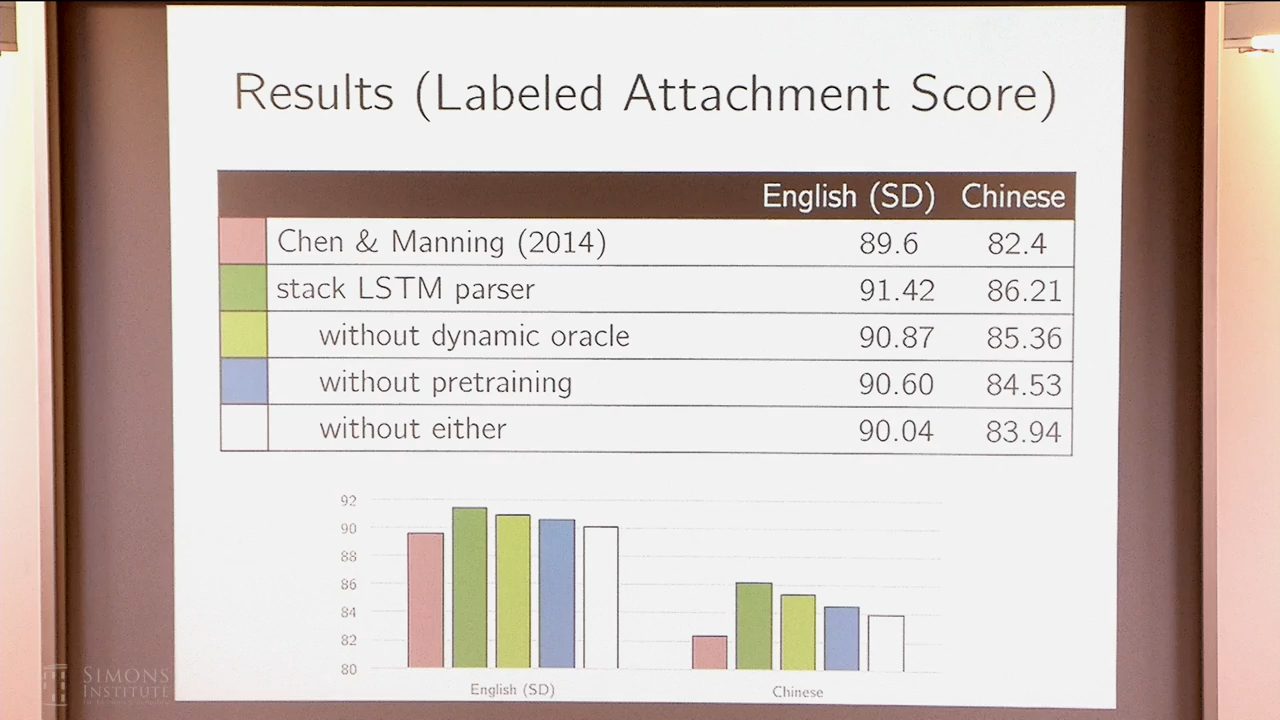 Results (Labeled Attachment Score)
English (SD) Chinese
Chen & Manning (2014) 89.6 82.4
stack LSTM parser 91.42 86.21
without dynamic oracle 90.87 85.36
without pretraining 90.60 84.53
without either 90.04 83.94
92
90
88
86
84
82
80
English (SD) Chinese
SIMONS
INSTITUTE